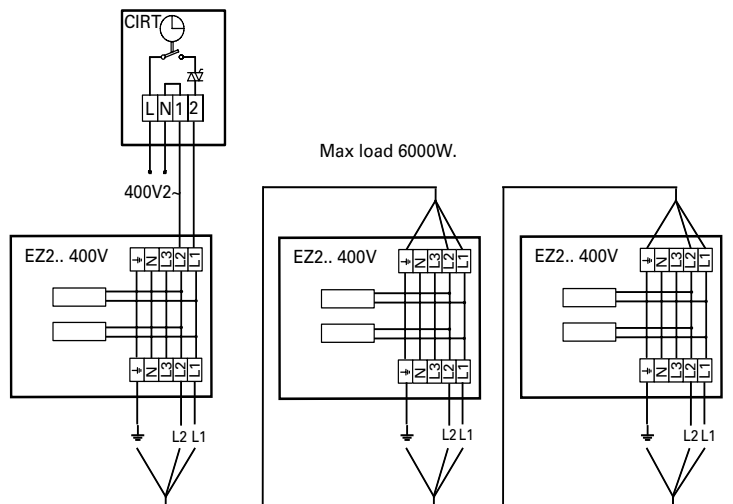 CIRT
L N 1 2
Max load 6000W.
400V2~
EZ2.. 400V
N L3 L2 L1
N L3 L2 L1
L2 L1
EZ2.. 400V
N L3 L2 L1
N L3 L2 L1
L2 L1
EZ2.. 400V
N L3 L2 L1
N L3 L2 L1
L2 L1